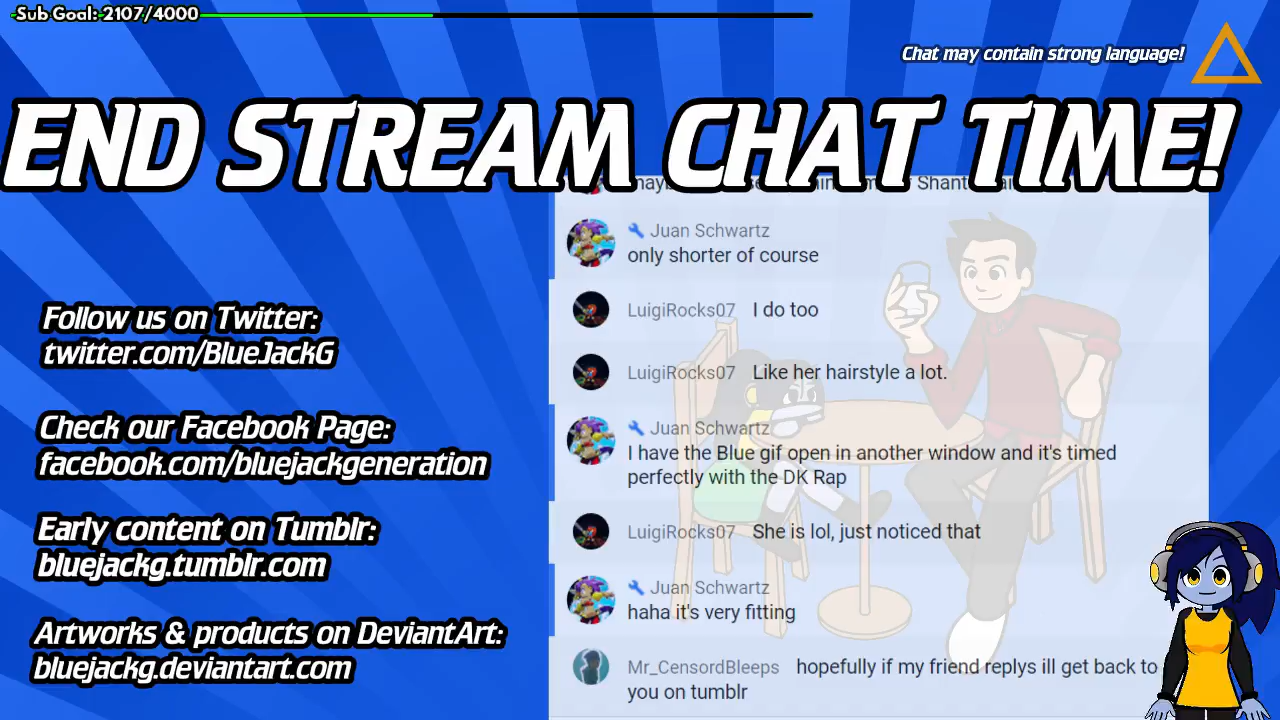 Sub Goal: 2107/4000
Chat may contain strong language!
END STREAM CHAT TIME!
Follow us on Twitter:
twitter.com/BlueJackG
Check our Facebook Page:
facebook.com/bluejackgeneration
Early content on Tumblr:
bluejackg.tumblr.com
Artworks & products on DeviantArt:
bluejackg.deviantart.com
Juan Schwartz
only shorter of course
LuigiRocks07 I do too
LuigiRocks07 Like her hairstyle a lot.
Juan Schwartz
I have the Blue gif open in another window and it's timed
perfectly with the DK Rap
LuigiRocks07 She is lol, just noticed that
Juan Schwartz
haha it's very fitting
Mr_CensordBleeps hopefully if my friend replys ill get back to
you on tumblr